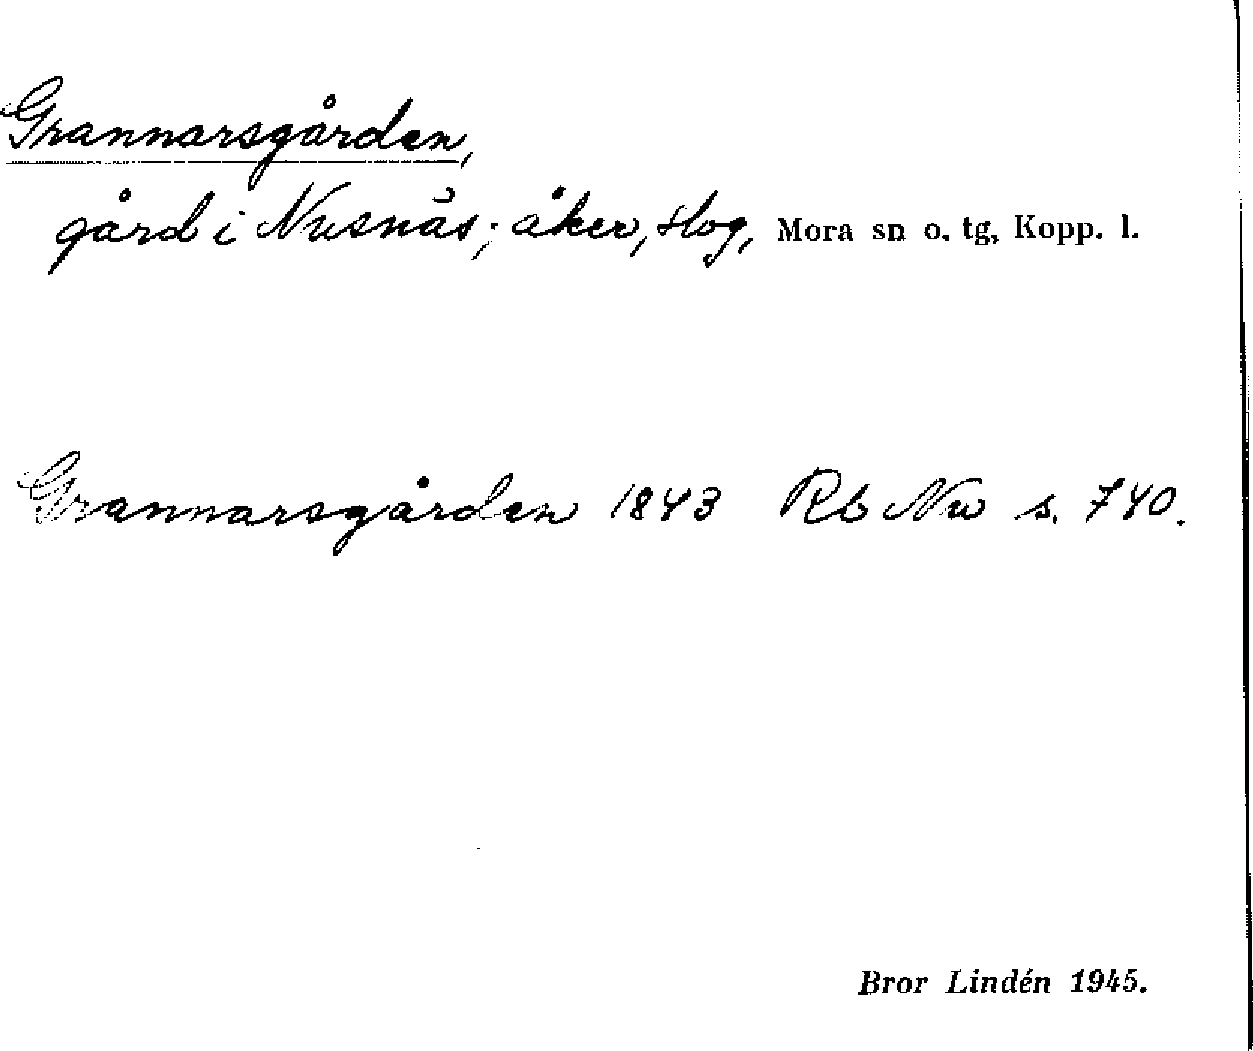 Grannarsgården,
gård i Nusnäs; åker, slog, Mora sn o. tg, Kopp. l.
Grannarsgården 1843 Rb Nu s. 740.
Bror Lindén 1945.